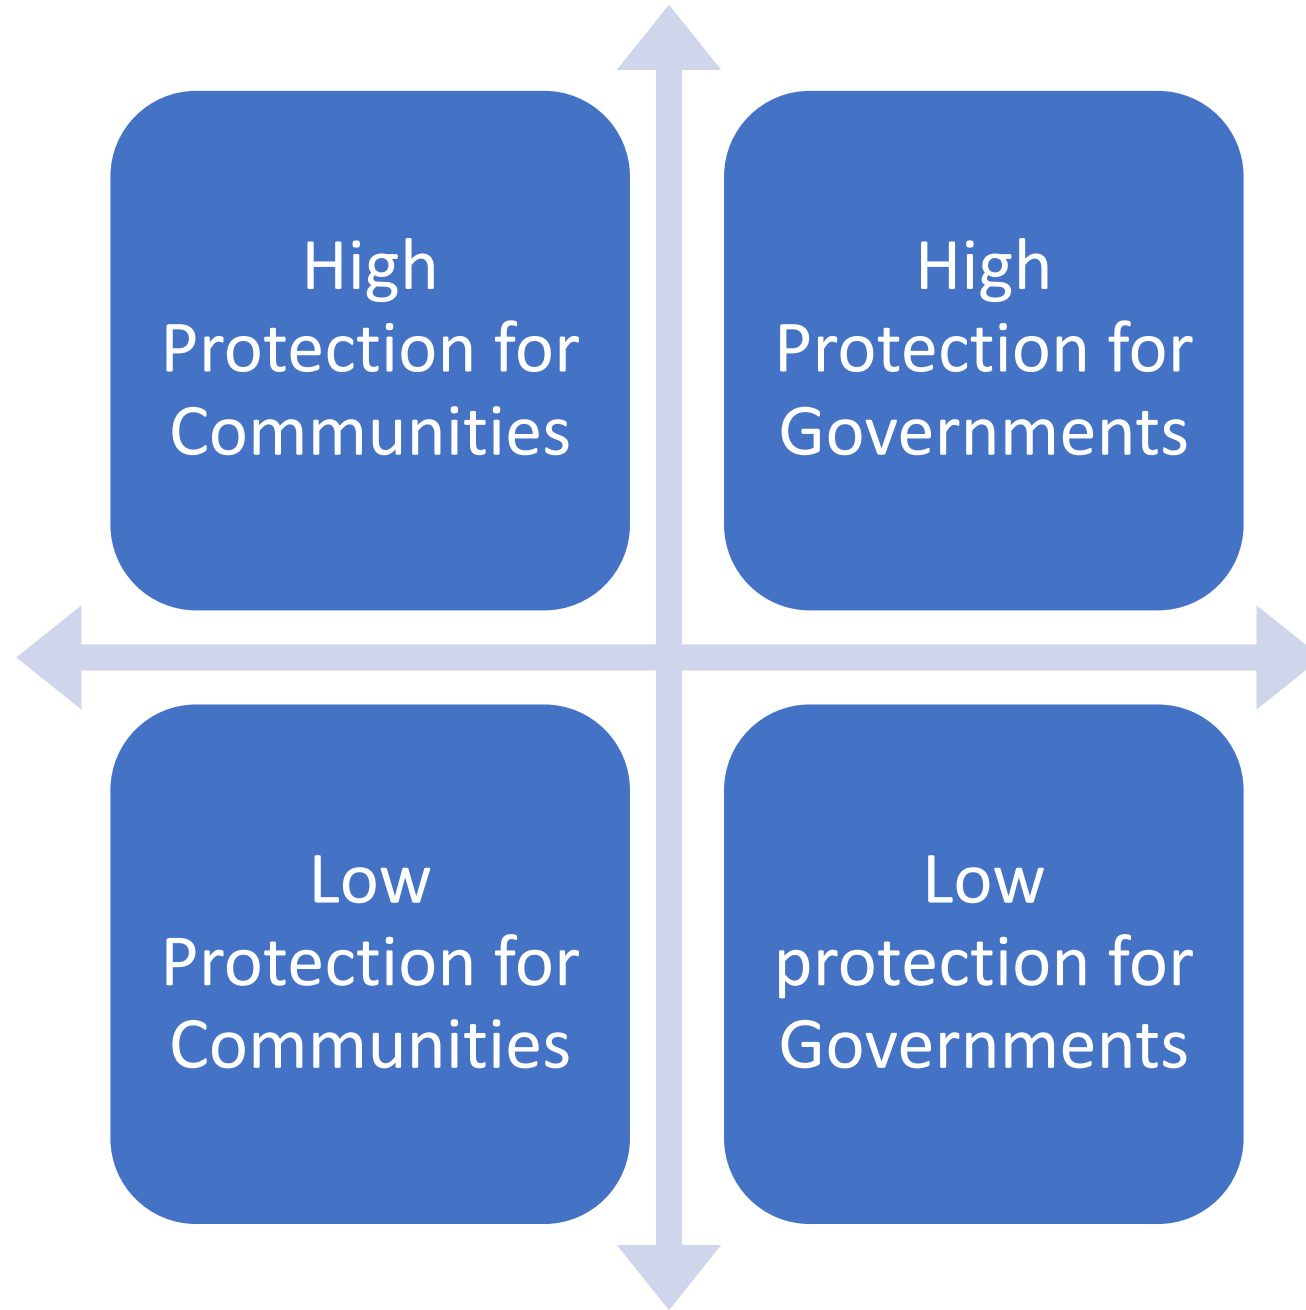 High
Protection for
Communities
High
Protection for
Governments
Low
Protection for
Communities
Low
protection for
Governments